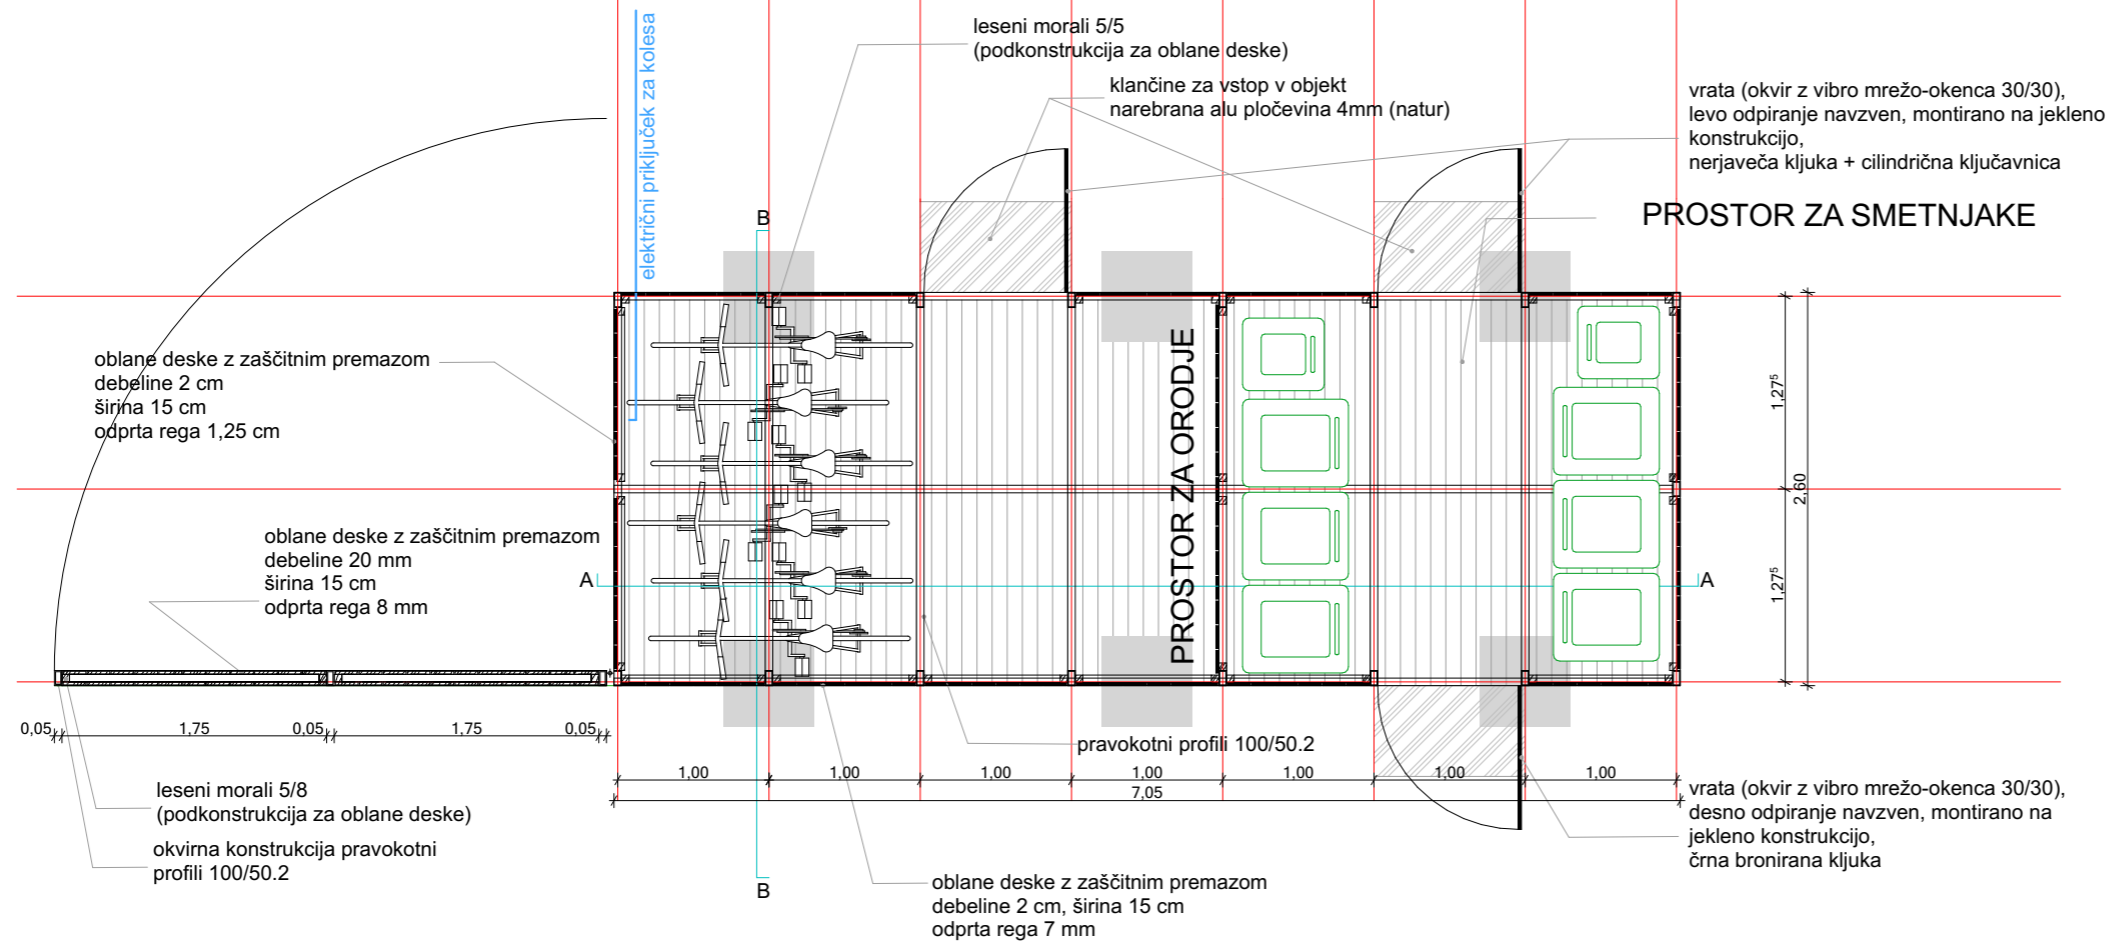 leseni morali 5/5
(podkonstrukcija za oblane deske)
električni priključek za kolesa
klančine za vstop v objekt
narebrana alu pločevina 4mm (natur)
vrata (okvir z vibro mrežo-okenca 30/30),
levo odpiranje navzven, montirano na jekleno
konstrukcijo,
nerjaveča kljuka + cilindrična ključavnica
PROSTOR ZA SMETNJAKE
B
oblane deske z zaščitnim premazom
debeline 2 cm
širina 15 cm
odprta rega 1,25 cm
PROSTOR ZA ORODJE
1,27⁵
2,60
1,27⁵
oblane deske z zaščitnim premazom
debeline 20 mm
širina 15 cm
odprta rega 8 mm
A
A
0,05 1,75 0,05 1,75 0,05
pravokotni profili 100/50.2
1,00 1,00 1,00 1,00 1,00 1,00 1,00
7,05
leseni morali 5/8
(podkonstrukcija za oblane deske)
okvirna konstrukcija pravokotni
profili 100/50.2
B
vrata (okvir z vibro mrežo-okenca 30/30),
desno odpiranje navzven, montirano na
jekleno konstrukcijo,
črna bronirana kljuka
oblane deske z zaščitnim premazom
debeline 2 cm, širina 15 cm
odprta rega 7 mm